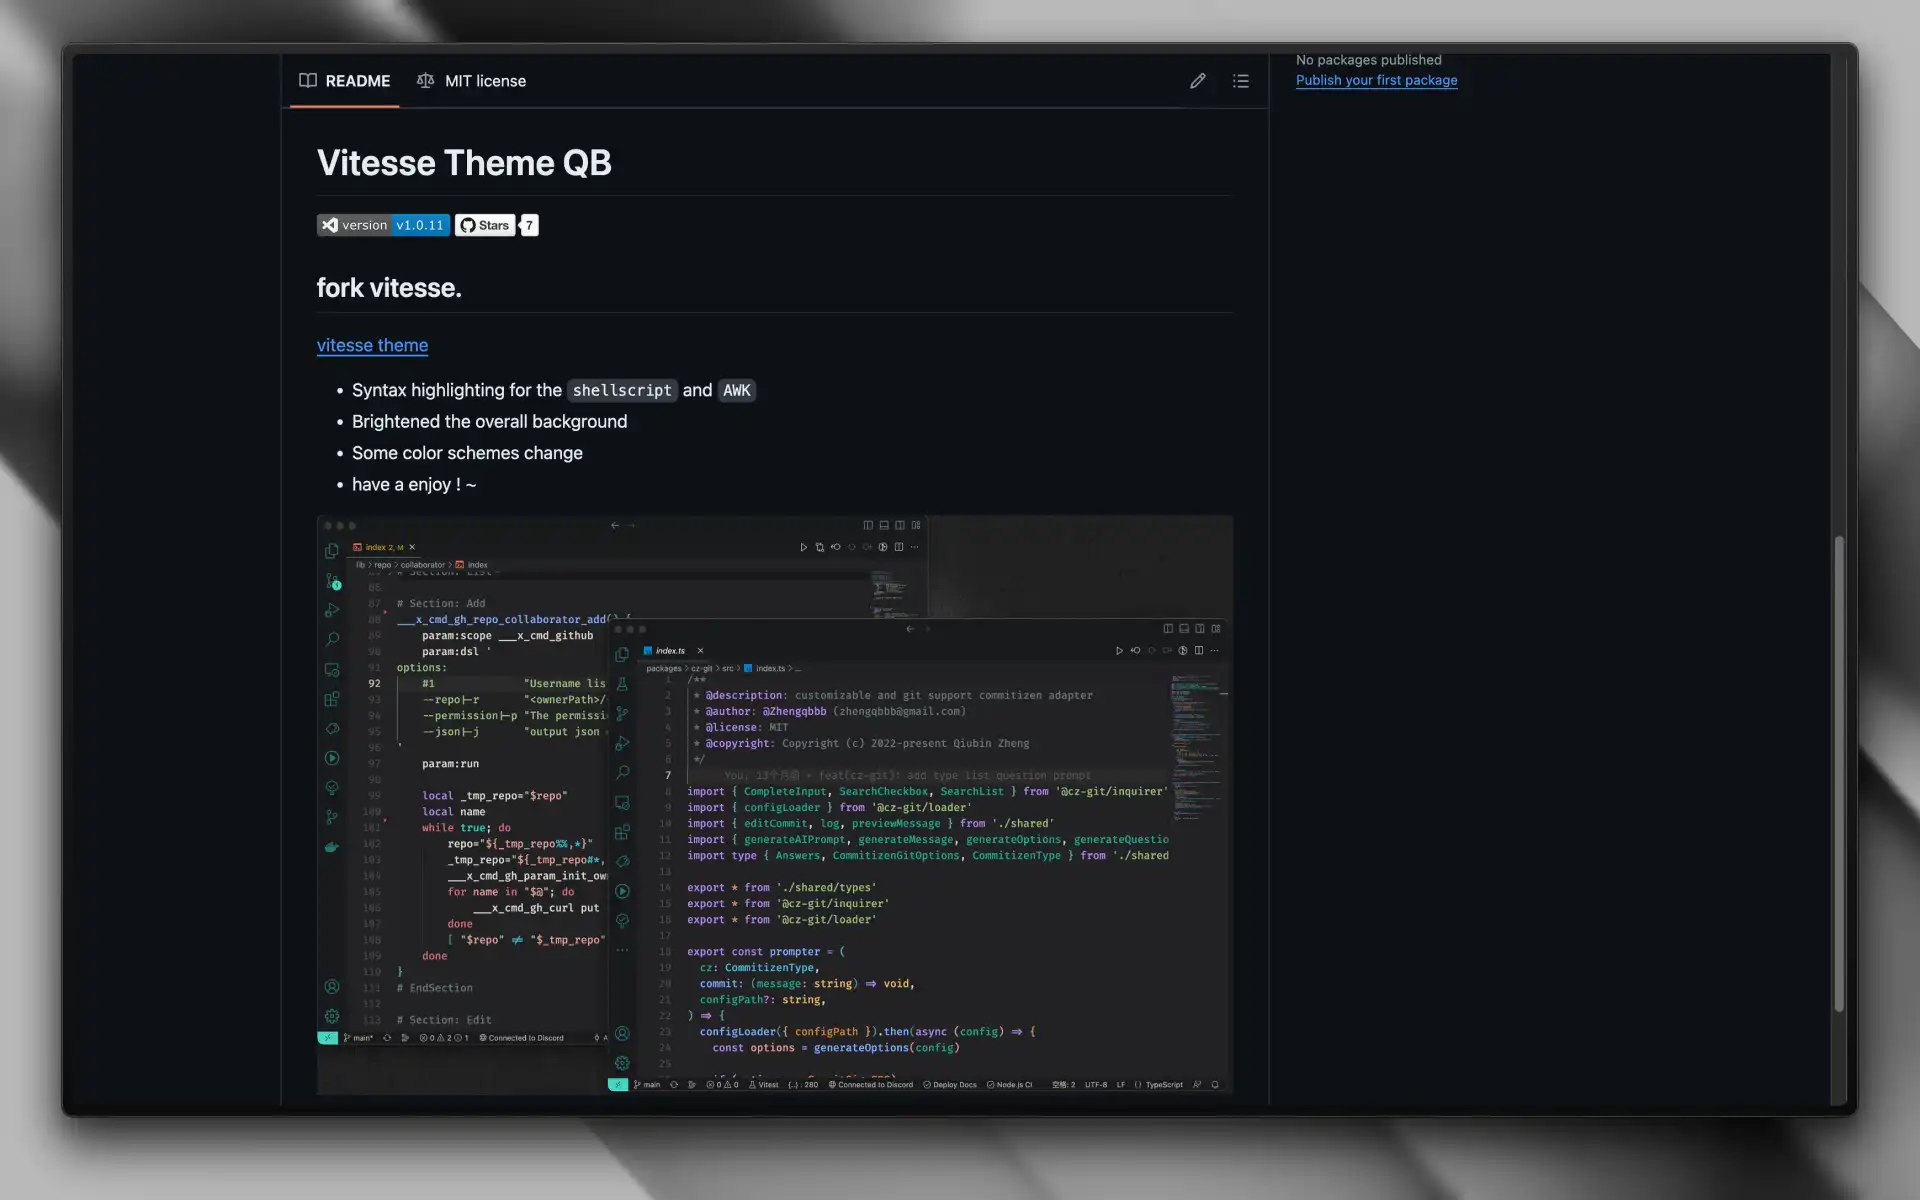 README
MIT license
No packages published
Publish your first package
Vitesse Theme QB
version v1.0.11 Stars 7
fork vitesse.
vitesse theme
• Syntax highlighting for the shellscript and AWK
• Brightened the overall background
• Some color schemes change
• have a enjoy ! ~
index 2, M
lib > repo > collaborator > index
86
87 # Section: Add
88 ___x_cmd_gh_repo_collaborator_add() {
89 param:scope ___x_cmd_github
90 param:dsl '
91 options:
92 #1 "Username lis
93 --repo|-r "<ownerPath>/
94 --permission|-p "The permissi
95 --json|-j "output json
96 '
97 param:run
98
99 local _tmp_repo="$repo"
100 local name
101 while true; do
102 repo="${_tmp_repo%%,*}"
103 _tmp_repo="${_tmp_repo#*,
104 ___x_cmd_gh_param_init_ow
105 for name in "$@"; do
106 ___x_cmd_gh_curl put
107 done
108 [ "$repo" != "$_tmp_repo"
109 done
110 }
111 # EndSection
112
113 # Section: Edit
main* 0 2 1 Connected to Discord
index.ts
packages > cz-git > src > index.ts > ...
1 /**
2 * @description: customizable and git support commitizen adapter
3 * @author: @Zhengqbbb (zhengqbbb@gmail.com)
4 * @license: MIT
5 * @copyright: Copyright (c) 2022-present Qiubin Zheng
6 */
7 You, 13个月前 • feat(cz-git): add type list question prompt
8 import { CompleteInput, SearchCheckbox, SearchList } from '@cz-git/inquirer'
9 import { configLoader } from '@cz-git/loader'
10 import { editCommit, log, previewMessage } from './shared'
11 import { generateAIPrompt, generateMessage, generateOptions, generateQuestio
12 import type { Answers, CommitizenGitOptions, CommitizenType } from './shared
13
14 export * from './shared/types'
15 export * from '@cz-git/inquirer'
16 export * from '@cz-git/loader'
17
18 export const prompter = (
19 cz: CommitizenType,
20 commit: (message: string) => void,
21 configPath?: string,
22 ) => {
23 configLoader({ configPath }).then(async (config) => {
24 const options = generateOptions(config)
25
main 0 0 Vitest {..} : 280 Connected to Discord Deploy Docs Node.js CI 空格: 2 UTF-8 LF {} TypeScript